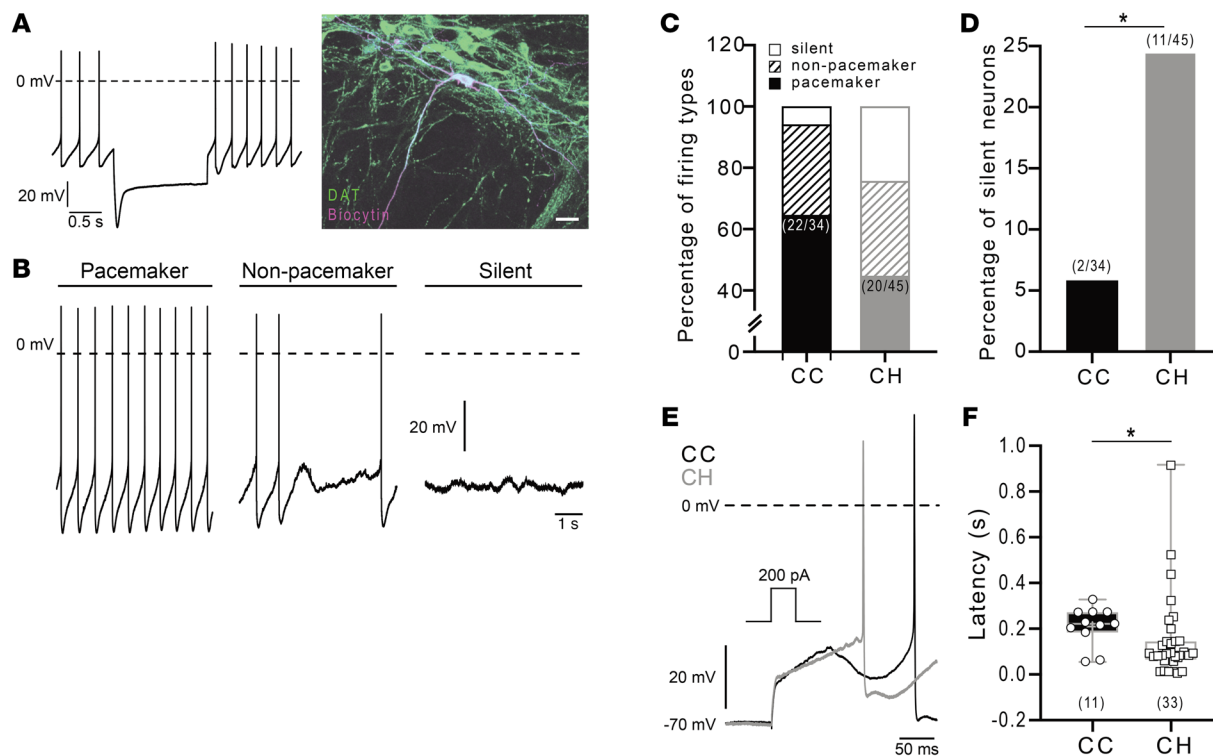 A
0 mV
20 mV
0.5 s
DAT
Biocytin
B
Pacemaker
Non-pacemaker
Silent
0 mV
20 mV
1 s
C
Percentage of firing types
120
100
80
60
40
0
silent
non-pacemaker
pacemaker
(22/34)
(20/45)
CC
CH
D
Percentage of silent neurons
25
20
15
10
5
0
*
(2/34)
(11/45)
CC
CH
E
CC
CH
0 mV
200 pA
20 mV
-70 mV
50 ms
F
Latency (s)
1.0
0.8
0.6
0.4
0.2
0.0
-0.2
*
(11)
(33)
CC
CH